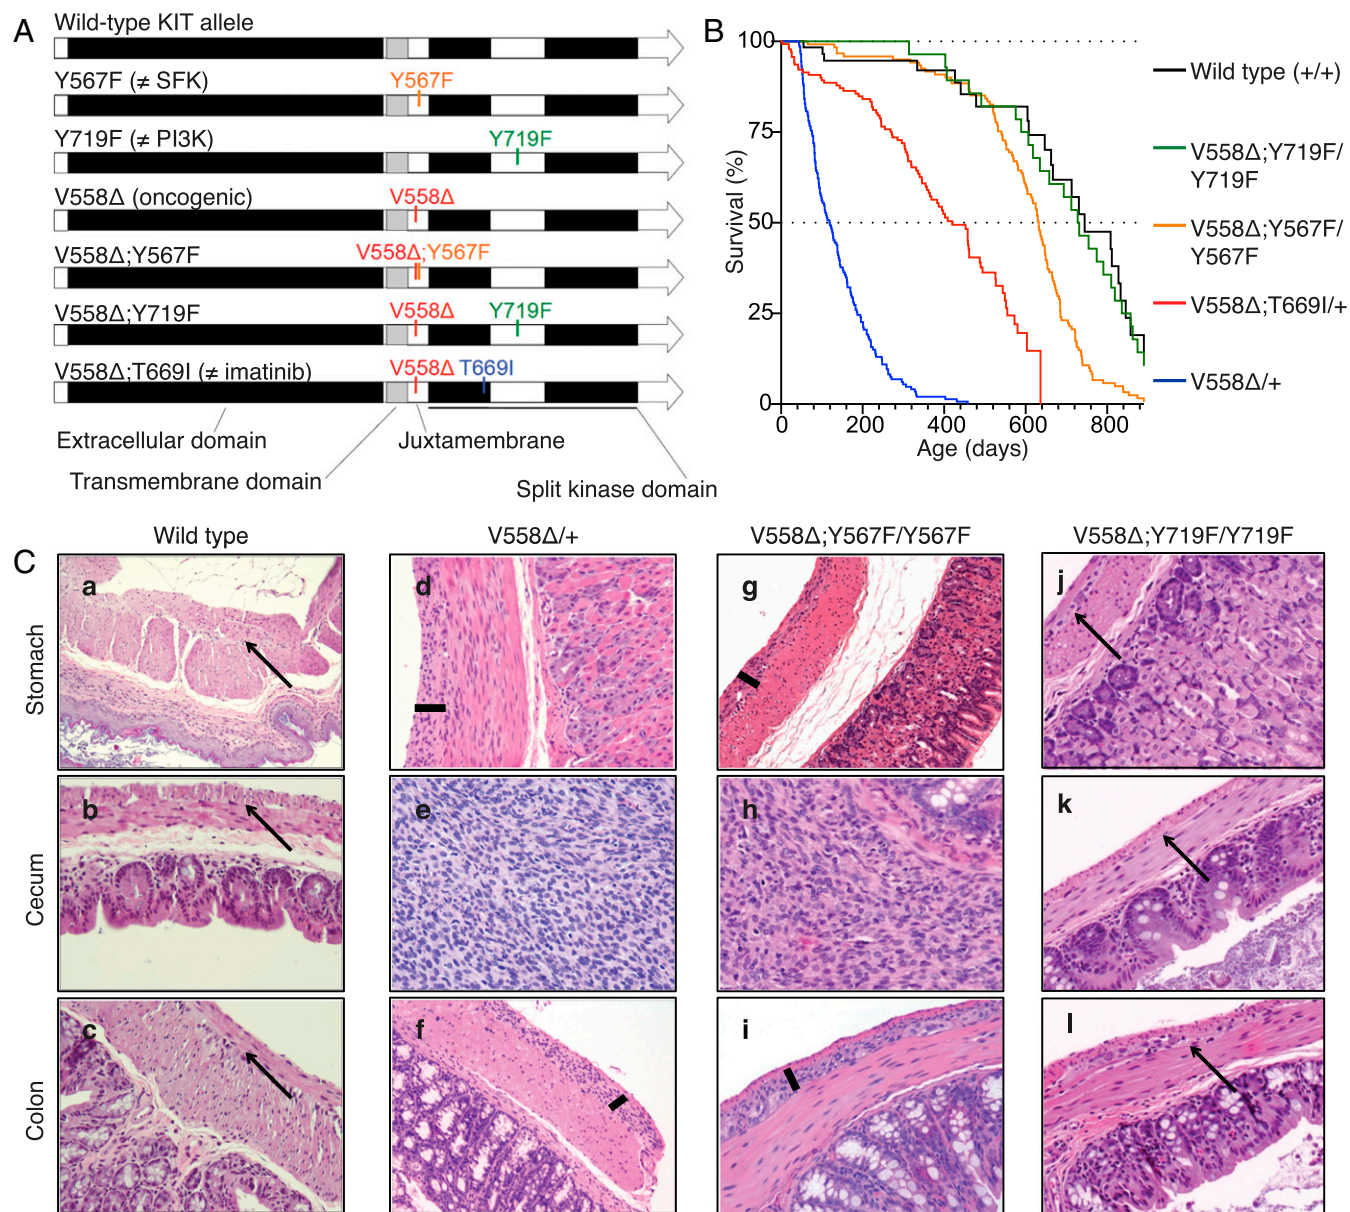 A
Wild-type KIT allele
Y567F (≠ SFK)
Y567F
Y719F (≠ PI3K)
Y719F
V558Δ (oncogenic)
V558Δ
V558Δ;Y567F
V558Δ;Y567F
V558Δ;Y719F
V558Δ
Y719F
V558Δ;T669I (≠ imatinib)
V558Δ T669I
Extracellular domain
Juxtamembrane
Transmembrane domain
Split kinase domain
B
100
75
50
25
0
Survival (%)
0
200
400
600
800
Age (days)
Wild type (+/+)
V558Δ;Y719F/
Y719F
V558Δ;Y567F/
Y567F
V558Δ;T669I/+
V558Δ/+
C
Wild type
V558Δ/+
V558Δ;Y567F/Y567F
V558Δ;Y719F/Y719F
Stomach
a
d
g
j
Cecum
b
e
h
k
Colon
c
f
i
l